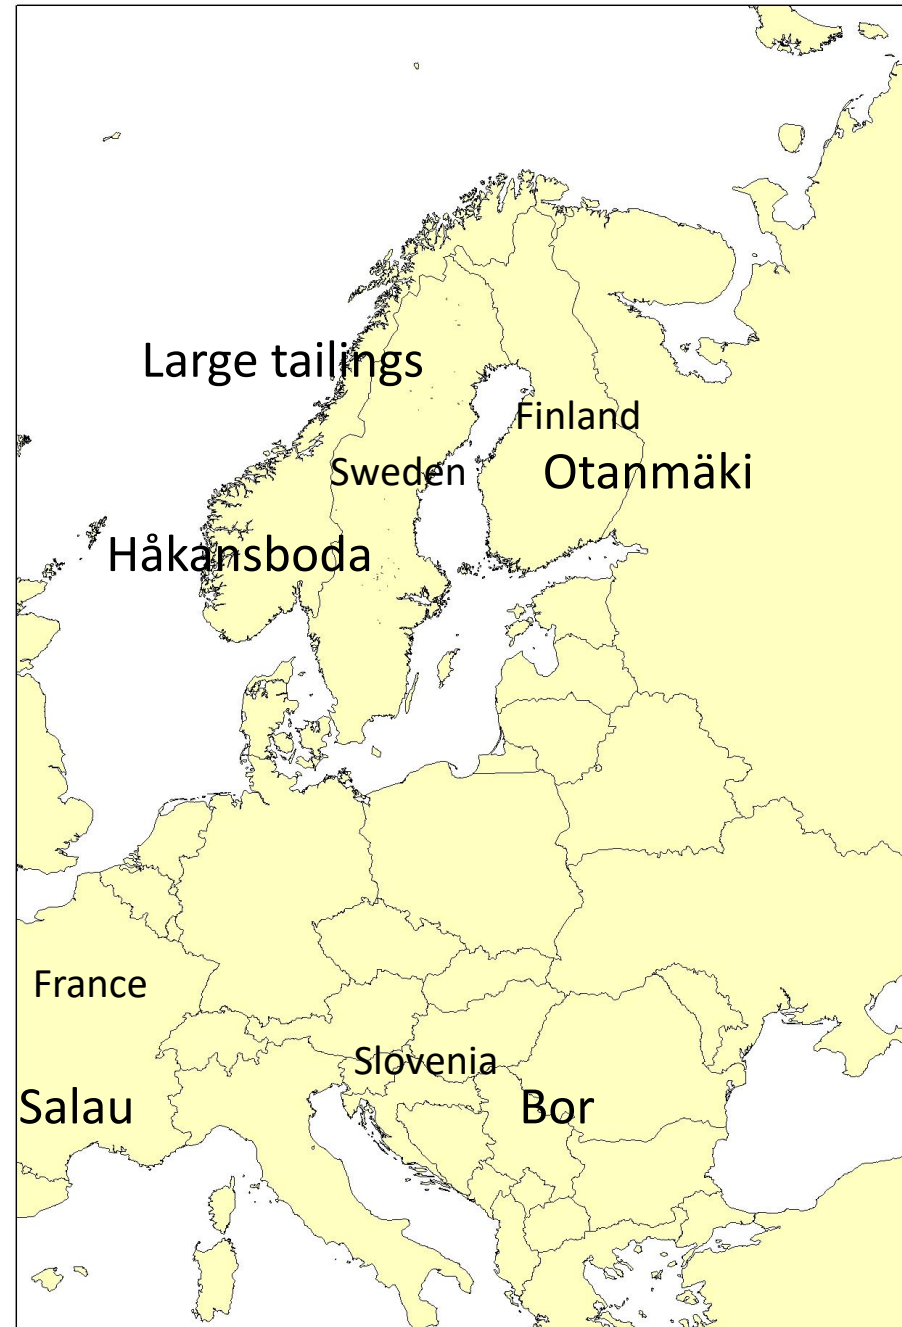 Large tailings
Finland
Sweden
Otanmäki
Håkansboda
France
Slovenia
Salau
Bor